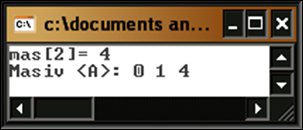 c:\documents an...
mas[2]= 4
Masiv <A>: 0 1 4